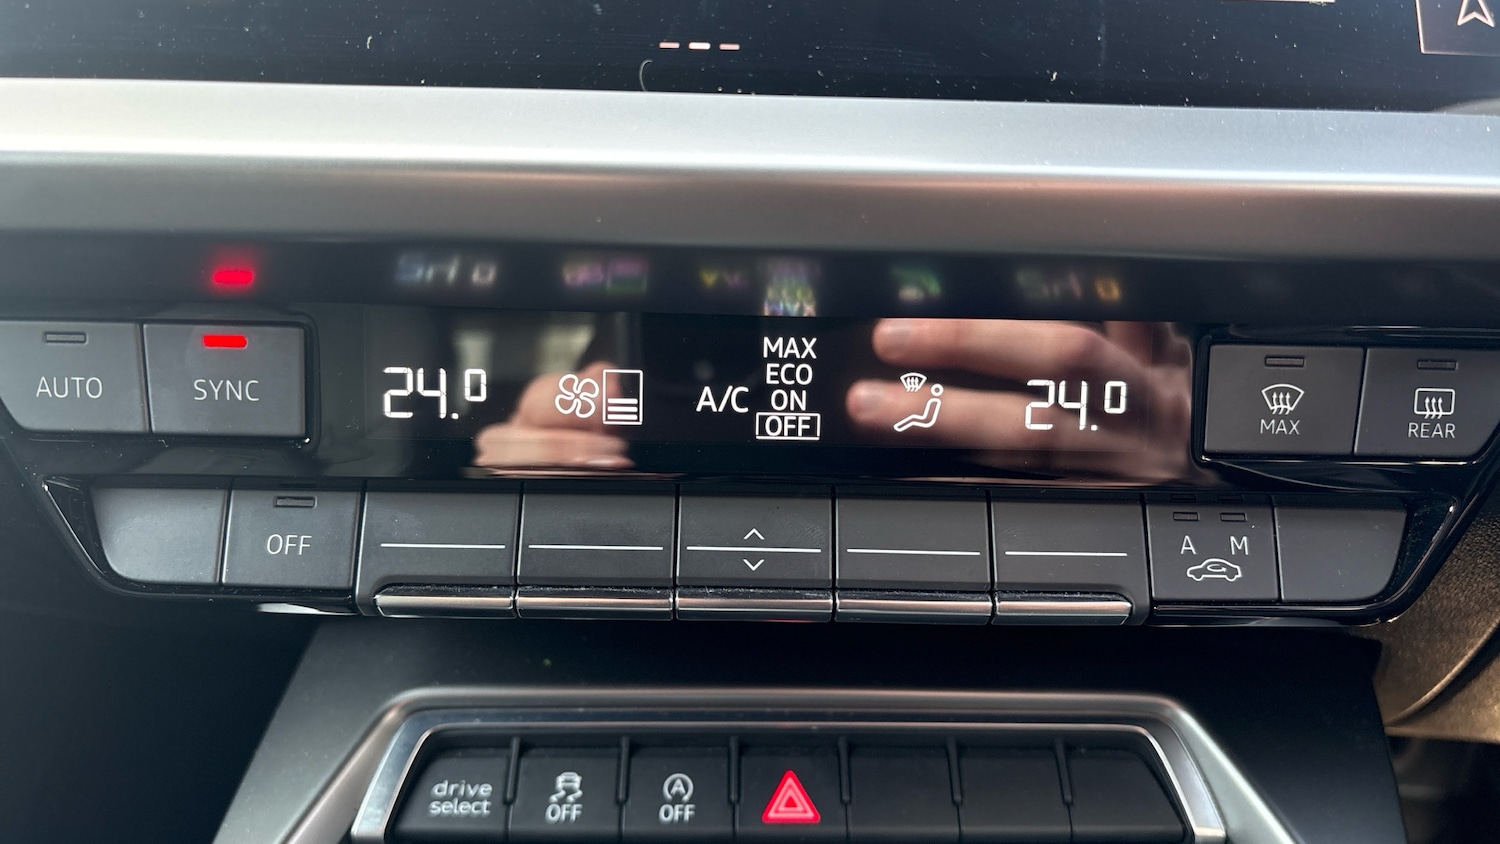 AUTO
SYNC
24.0
A/C
MAX
ECO
ON
OFF
24.0
MAX
REAR
OFF
A M
drive
select
OFF
A
OFF